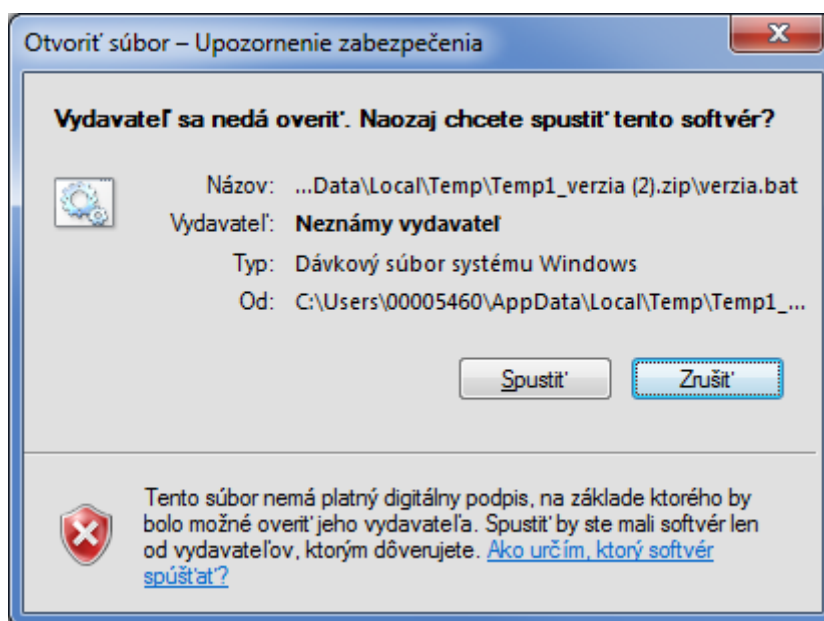 Otvoriť súbor – Upozornenie zabezpečenia
Vydavateľ sa nedá overiť. Naozaj chcete spustiť tento softvér?
Názov: ...Data\Local\Temp\Temp1_verzia (2).zip\verzia.bat
Vydavateľ: Neznámy vydavateľ
Typ: Dávkový súbor systému Windows
Od: C:\Users\00005460\AppData\Local\Temp\Temp1_...
Spustiť Zrušiť
Tento súbor nemá platný digitálny podpis, na základe ktorého by
bolo možné overiť jeho vydavateľa. Spustiť by ste mali softvér len
od vydavateľov, ktorým dôverujete. Ako určím, ktorý softvér
spúšťať?